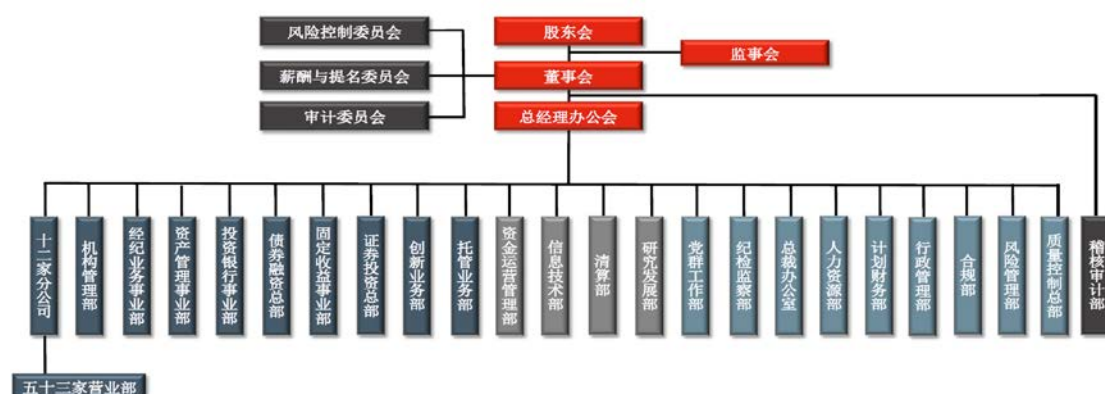 风险控制委员会
股东会
监事会
薪酬与提名委员会
董事会
审计委员会
总经理办公会
十二家分公司
机构管理部
经纪业务事业部
资产管理事业部
投资银行事业部
债券融资总部
固定收益事业部
证券投资总部
创新业务部
托管业务部
资金运营管理部
信息技术部
清算部
研究发展部
党群工作部
纪检监察部
总裁办公室
人力资源部
计划财务部
行政管理部
合规部
风险管理部
质量控制总部
稽核审计部
五十三家营业部